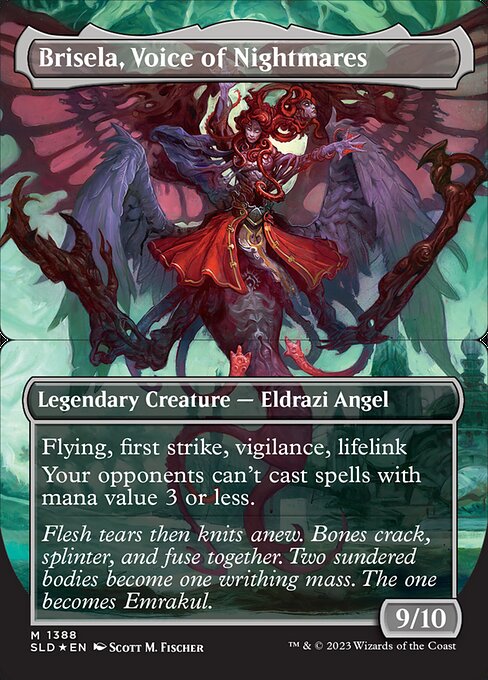 Brisela, Voice of Nightmares
Legendary Creature — Eldrazi Angel
Flying, first strike, vigilance, lifelink
Your opponents can't cast spells with
mana value 3 or less.
Flesh tears then knits anew. Bones crack,
splinter, and fuse together. Two sundered
bodies become one writhing mass. The one
becomes Emrakul.
9/10
M 1388
SLD ★ EN Scott M. Fischer
™ & © 2023 Wizards of the Coast